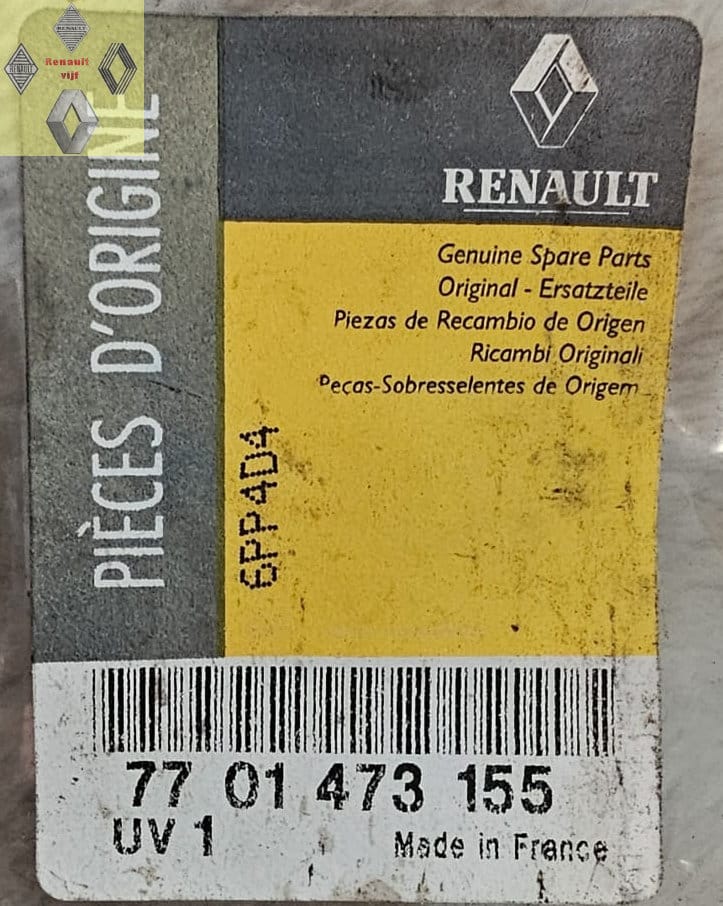 Renault
vijf
RENAULT
PIÈCES D'ORIGINE
RENAULT
Genuine Spare Parts
Original - Ersatzteile
Piezas de Recambio de Origen
Ricambi Originali
Peças-Sobresselentes de Origem
6PP4D4
77 01 473 155
UV 1 Made in France